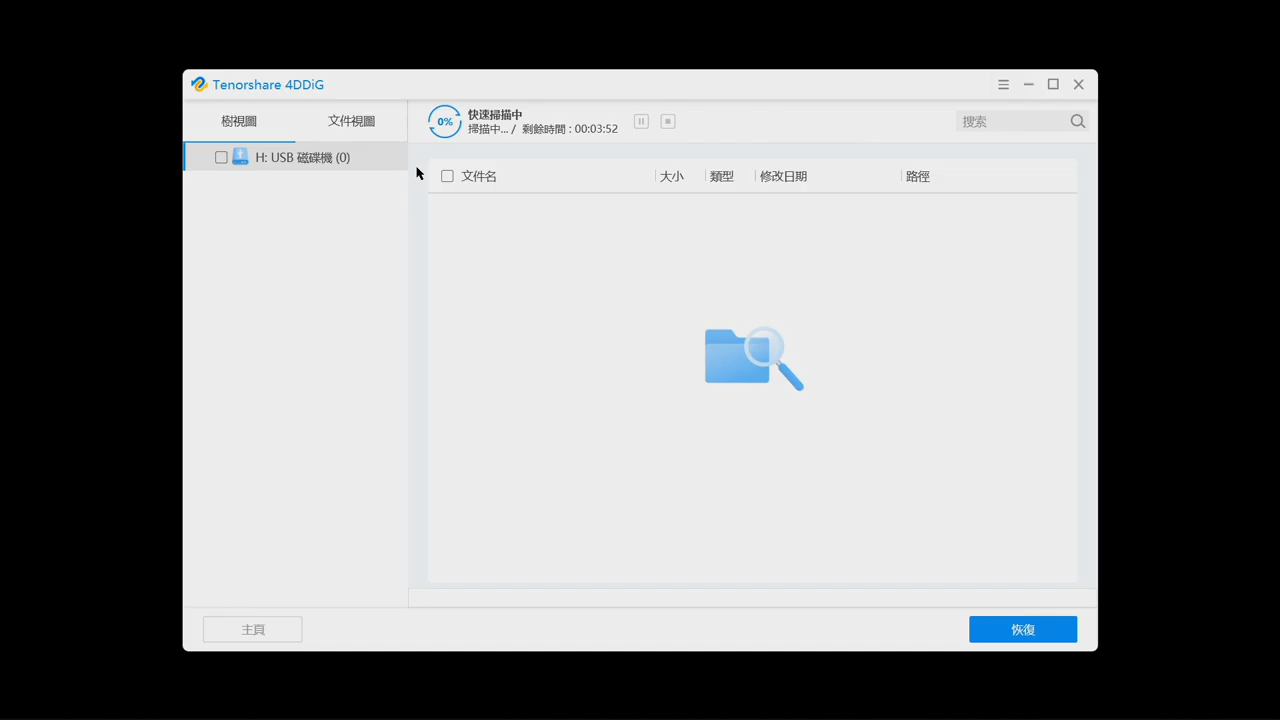 Tenorshare 4DDiG
樹視圖
文件視圖
0%
快速掃描中
掃描中... / 剩餘時間 : 00:03:52
搜索
H: USB 磁碟機 (0)
文件名
大小
類型
修改日期
路徑
主頁
恢復